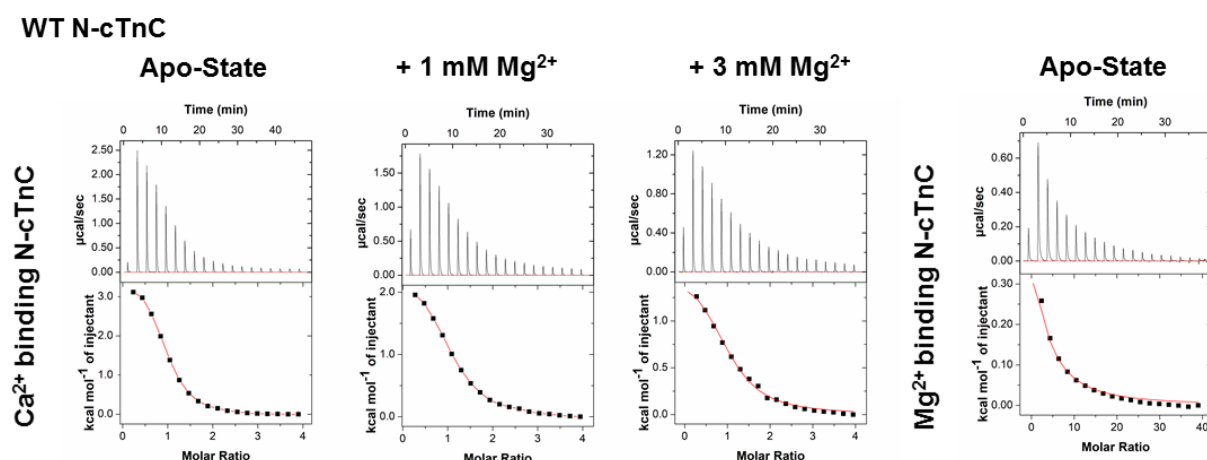 WT N-cTnC
Apo-State
+ 1 mM Mg²⁺
+ 3 mM Mg²⁺
Apo-State
Ca²⁺ binding N-cTnC
Time (min)
0 10 20 30 40
µcal/sec
2.50
2.00
1.50
1.00
0.50
0.00
kcal mol⁻¹ of injectant
3.0
2.0
1.0
0.0
0 1 2 3 4
Molar Ratio
Time (min)
0 10 20 30
µcal/sec
1.75
1.50
1.00
0.50
0.00
kcal mol⁻¹ of injectant
2.0
1.0
0.0
0 1 2 3 4
Molar Ratio
Time (min)
0 10 20 30
µcal/sec
1.20
0.80
0.40
0.00
kcal mol⁻¹ of injectant
1.0
0.5
0.0
0 1 2 3 4
Molar Ratio
Mg²⁺ binding N-cTnC
Time (min)
0 10 20 30
µcal/sec
0.60
0.40
0.20
0.00
kcal mol⁻¹ of injectant
0.30
0.20
0.10
0.00
0 10 20 30 40
Molar Ratio